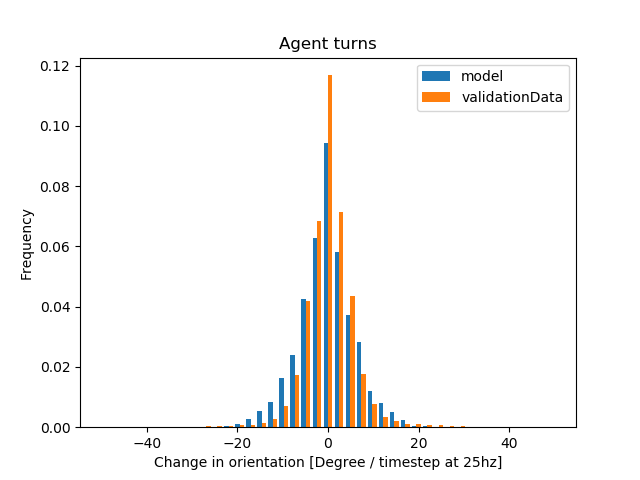 Agent turns
model
validationData
0.12
0.10
0.08
0.06
0.04
0.02
0.00
Frequency
−40 −20 0 20 40
Change in orientation [Degree / timestep at 25hz]